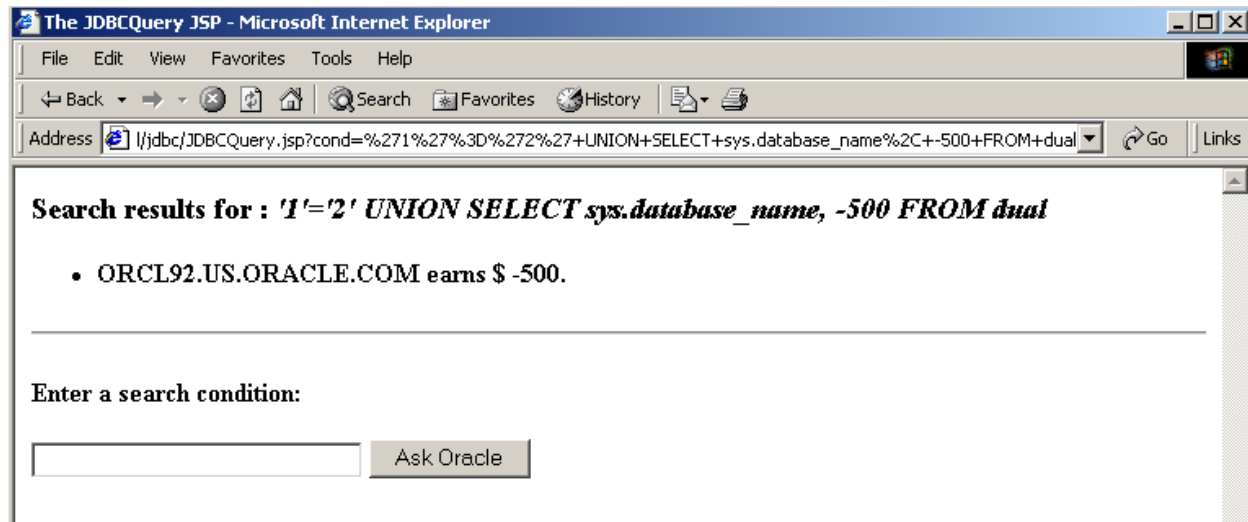 The JDBCQuery JSP - Microsoft Internet Explorer
File Edit View Favorites Tools Help
Back Search Favorites History
Address l/jdbc/JDBCQuery.jsp?cond=%271%27%3D%272%27+UNION+SELECT+sys.database_name%2C+-500+FROM+dual Go Links
Search results for : '1'='2' UNION SELECT sys.database_name, -500 FROM dual
• ORCL92.US.ORACLE.COM earns $ -500.
Enter a search condition:
Ask Oracle